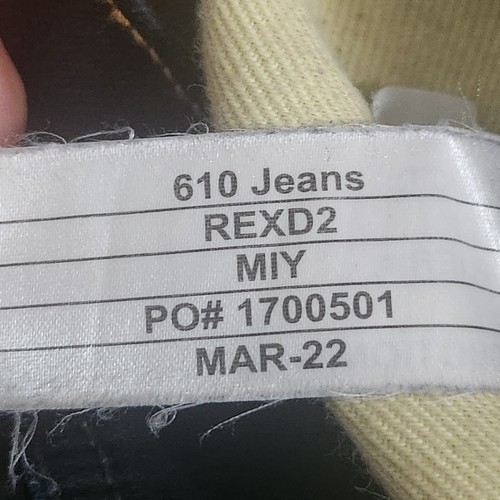 610 Jeans
REXD2
MIY
PO# 1700501
MAR-22